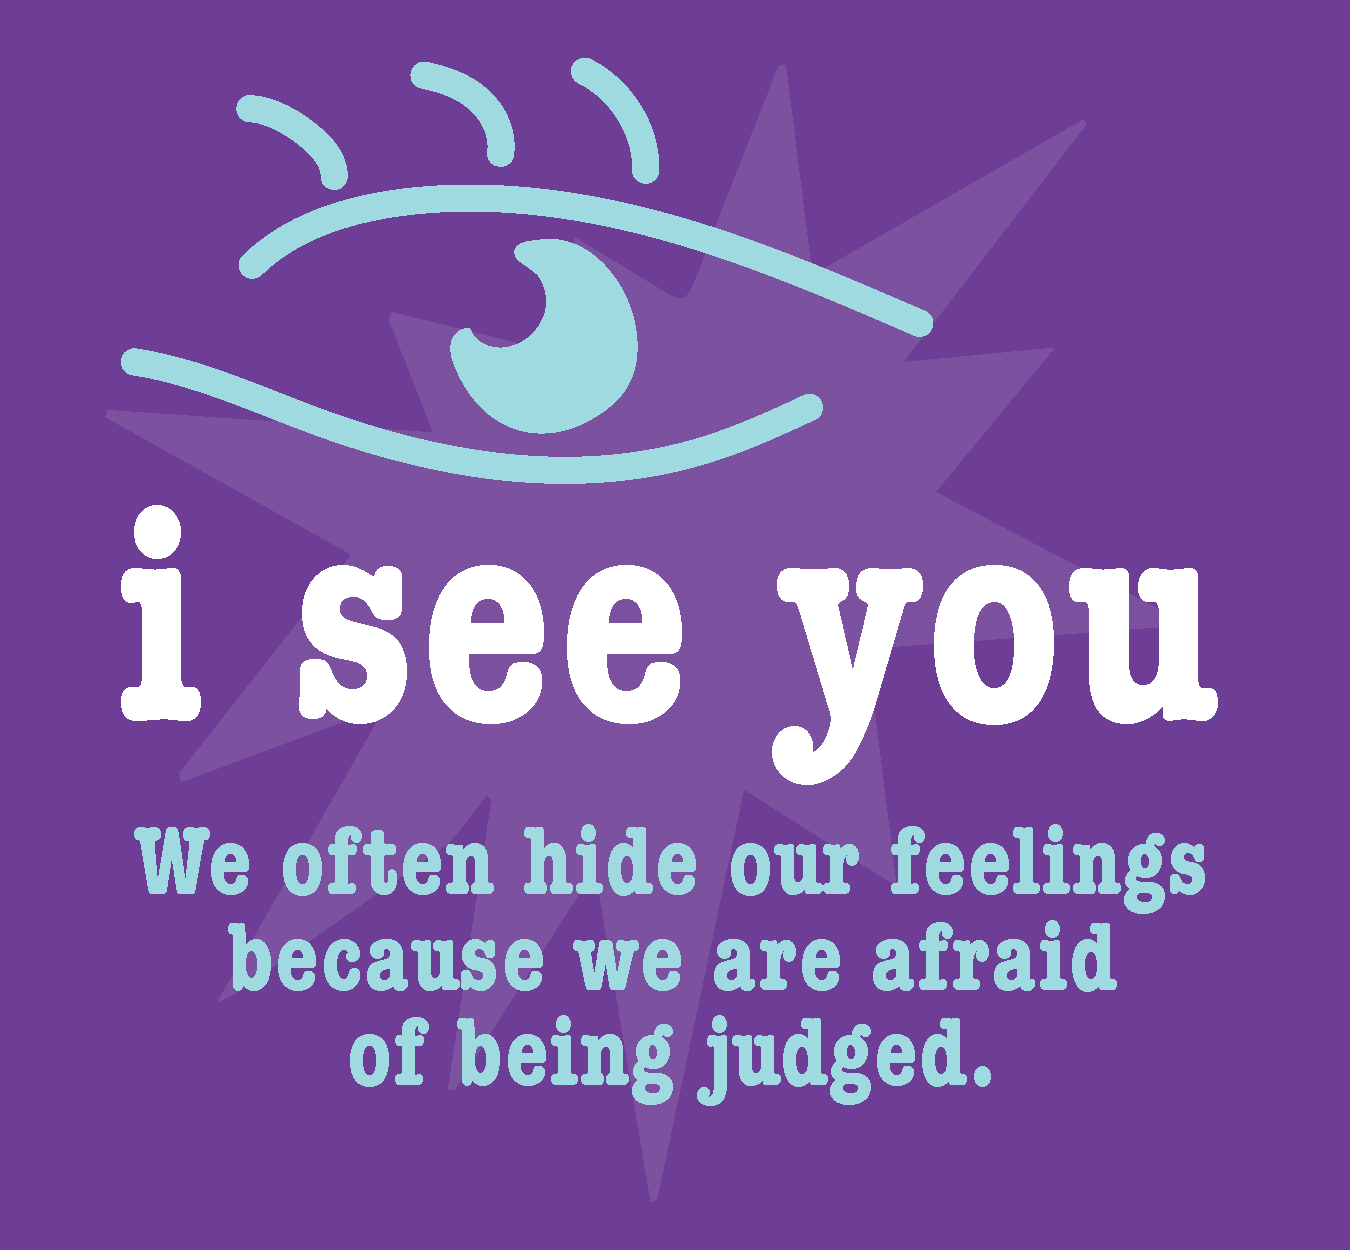 i see you
We often hide our feelings
because we are afraid
of being judged.